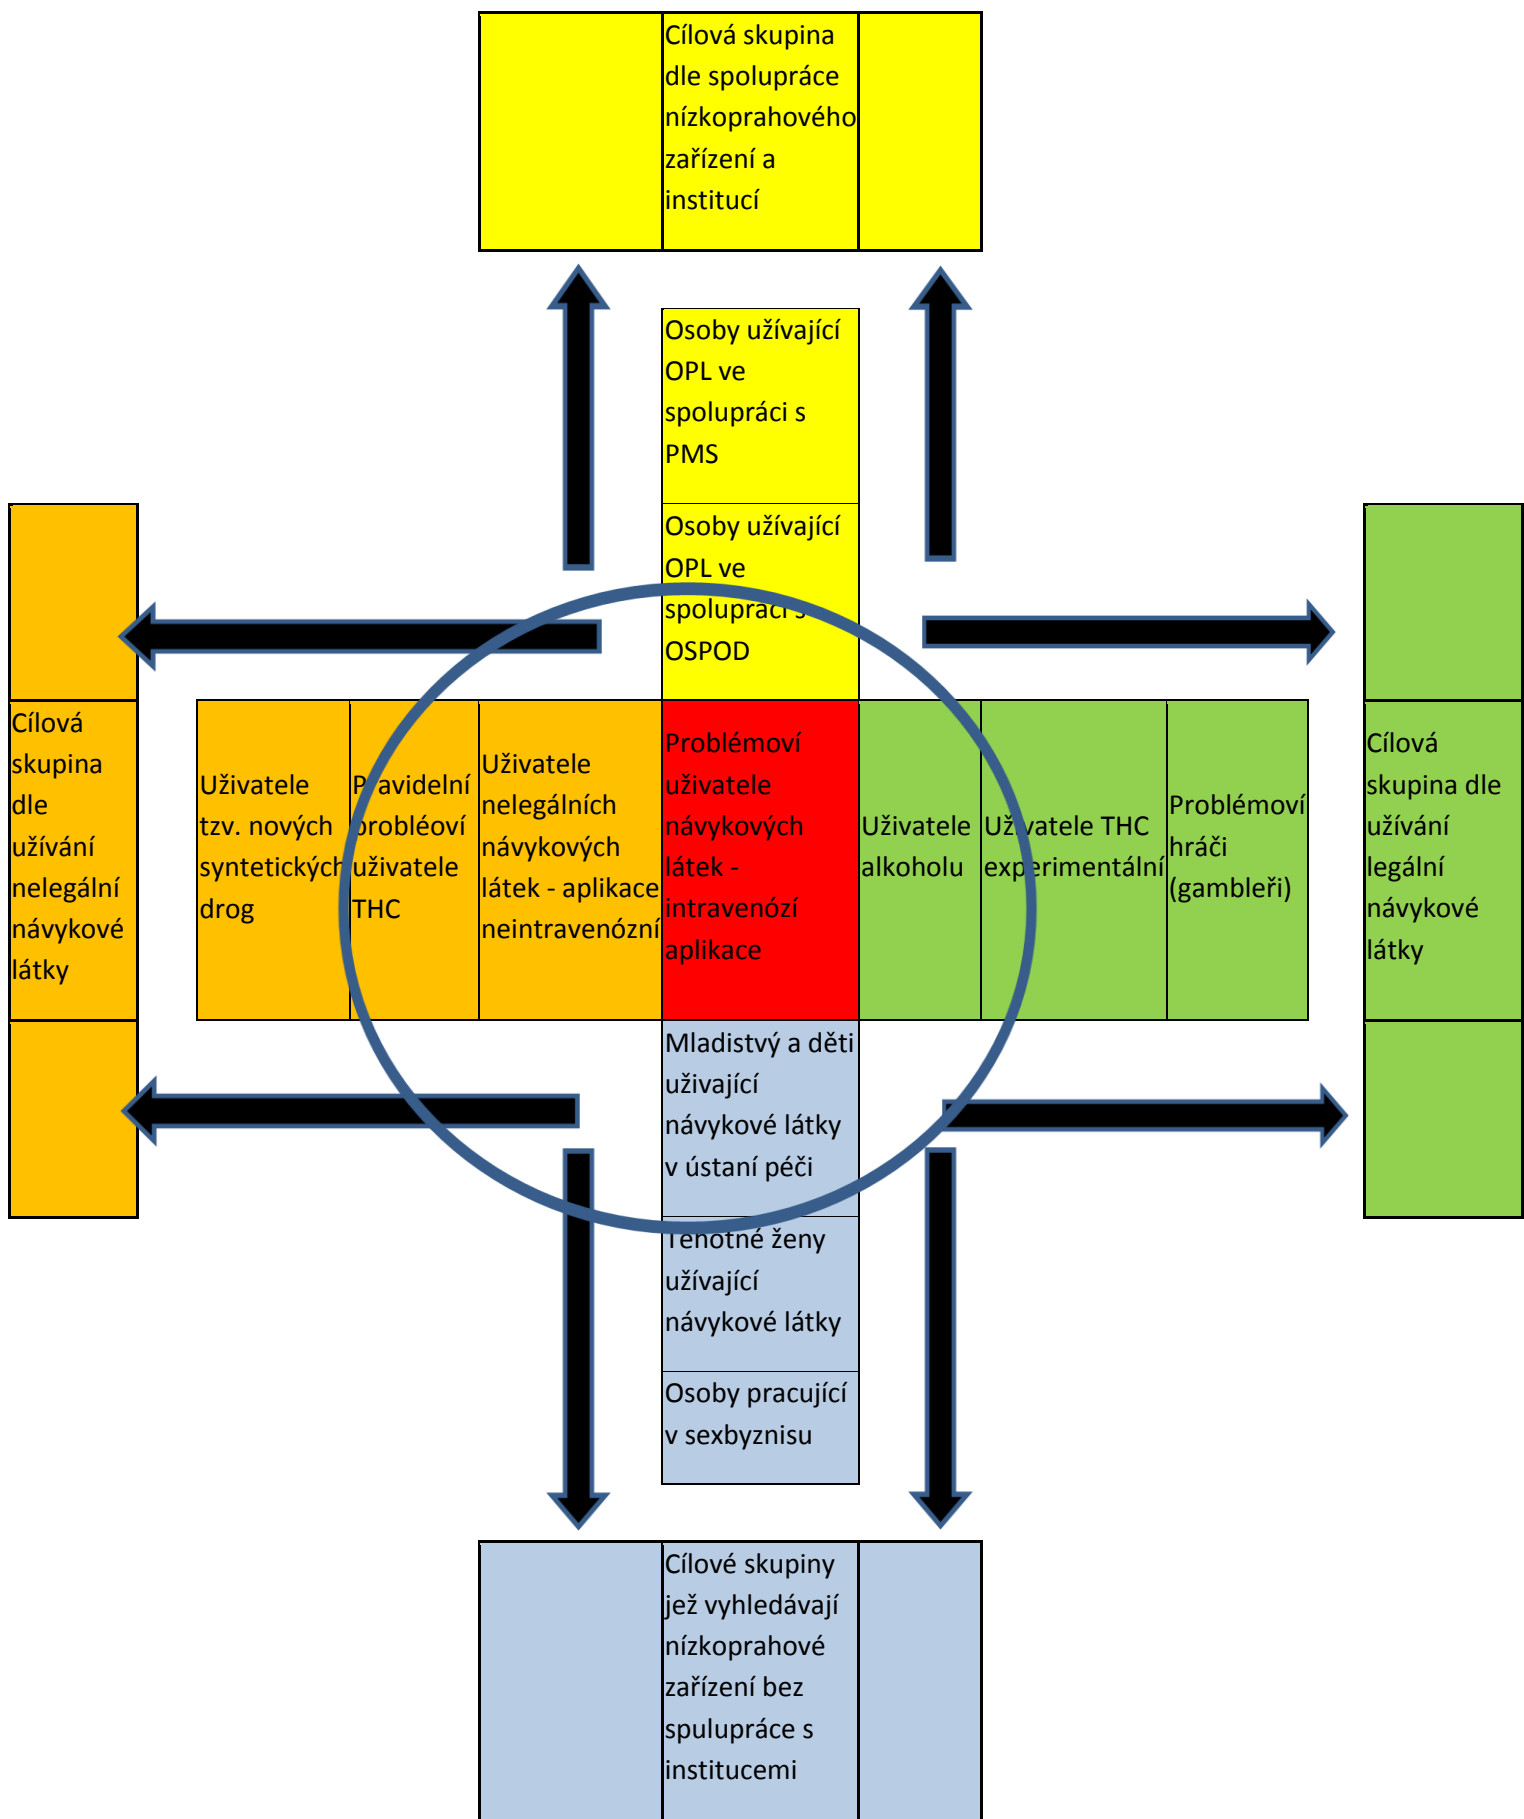 Cílová skupina
dle spolupráce
nízkoprahového
zařízení a
institucí
Osoby užívající
OPL ve
spolupráci s
PMS
Osoby užívající
OPL ve
spolupráci s
OSPOD
Cílová
skupina
dle
užívání
nelegální
návykové
látky
Uživatele
tzv. nových
syntetických
drog
Pravidelní
probléoví
uživatele
THC
Uživatele
nelegálních
návykových
látek - aplikace
neintravenózní
Problémoví
uživatele
návykových
látek -
intravenózí
aplikace
Uživatele
alkoholu
Uživatele THC
experimentální
Problémoví
hráči
(gambleři)
Cílová
skupina dle
užívání
legální
návykové
látky
Mladistvý a děti
uživající
návykové látky
v ústaní péči
Těhotné ženy
užívající
návykové látky
Osoby pracující
v sexbyznisu
Cílové skupiny
jež vyhledávají
nízkoprahové
zařízení bez
spulupráce s
institucemi